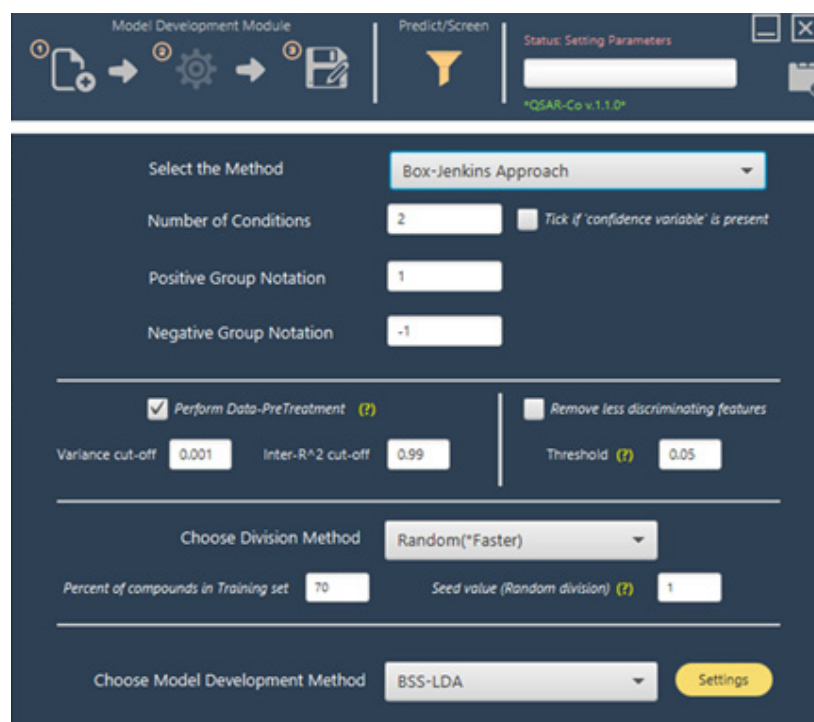 Model Development Module
Predict/Screen
1
2
3
Status: Setting Parameters
*QSAR-Co v.1.1.0*
Select the Method Box-Jenkins Approach
Number of Conditions 2 Tick if 'confidence variable' is present
Positive Group Notation 1
Negative Group Notation -1
Perform Data-PreTreatment (?) Remove less discriminating features
Variance cut-off 0.001 Inter-R^2 cut-off 0.99 Threshold (?) 0.05
Choose Division Method Random(*Faster)
Percent of compounds in Training set 70 Seed value (Random division) (?) 1
Choose Model Development Method BSS-LDA Settings